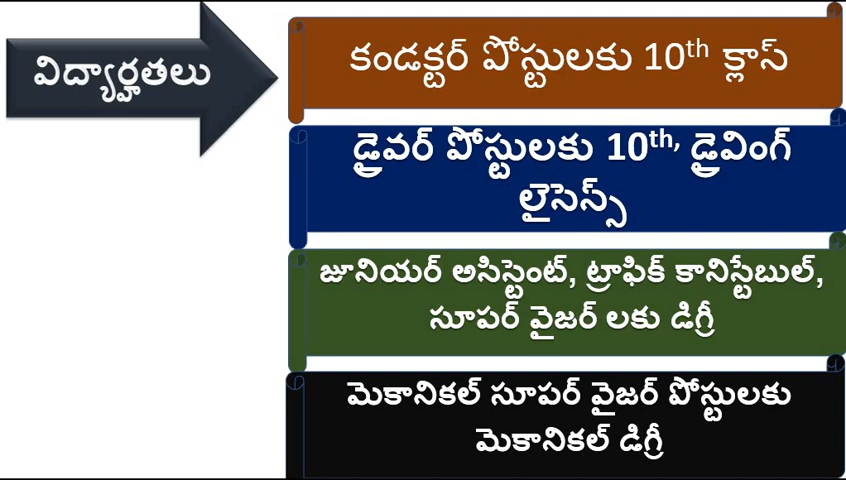 విద్యార్హతలు
కండక్టర్ పోస్టులకు 10th క్లాస్
డ్రైవర్ పోస్టులకు 10th, డ్రైవింగ్
లైసెన్స్
జూనియర్ అసిస్టెంట్, ట్రాఫిక్ కానిస్టేబుల్,
సూపర్ వైజర్ లకు డిగ్రీ
మెకానికల్ సూపర్ వైజర్ పోస్టులకు
మెకానికల్ డిగ్రీ